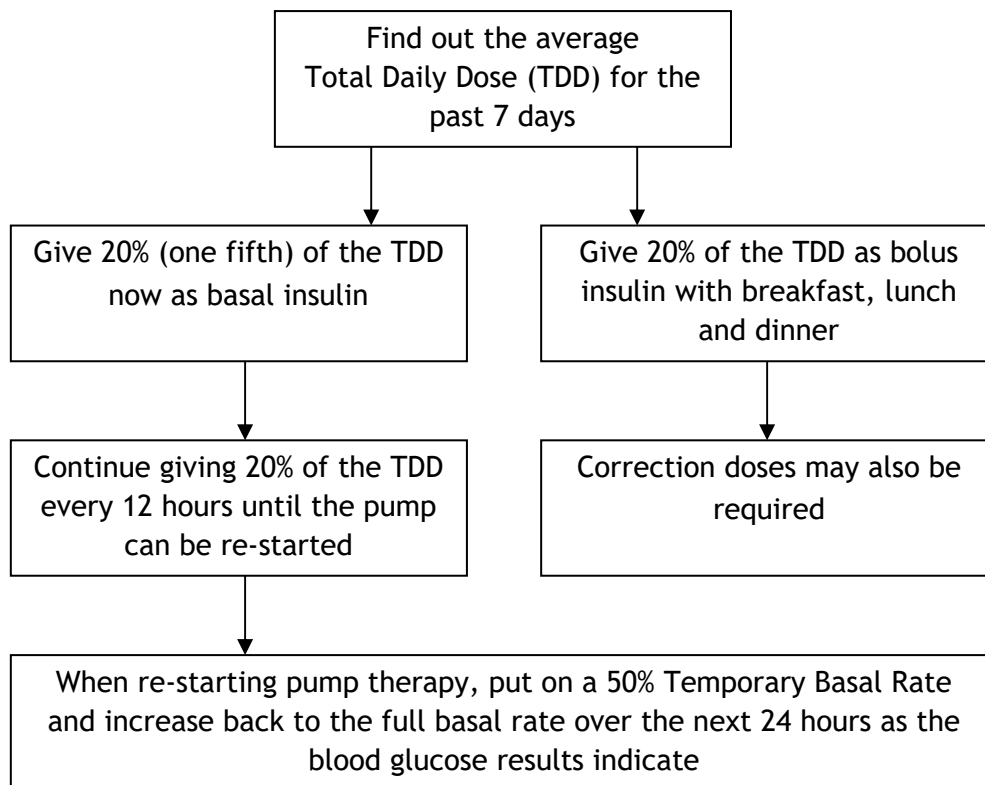 Find out the average
Total Daily Dose (TDD) for the
past 7 days
Give 20% (one fifth) of the TDD
now as basal insulin
Give 20% of the TDD as bolus
insulin with breakfast, lunch
and dinner
Continue giving 20% of the TDD
every 12 hours until the pump
can be re-started
Correction doses may also be
required
When re-starting pump therapy, put on a 50% Temporary Basal Rate
and increase back to the full basal rate over the next 24 hours as the
blood glucose results indicate